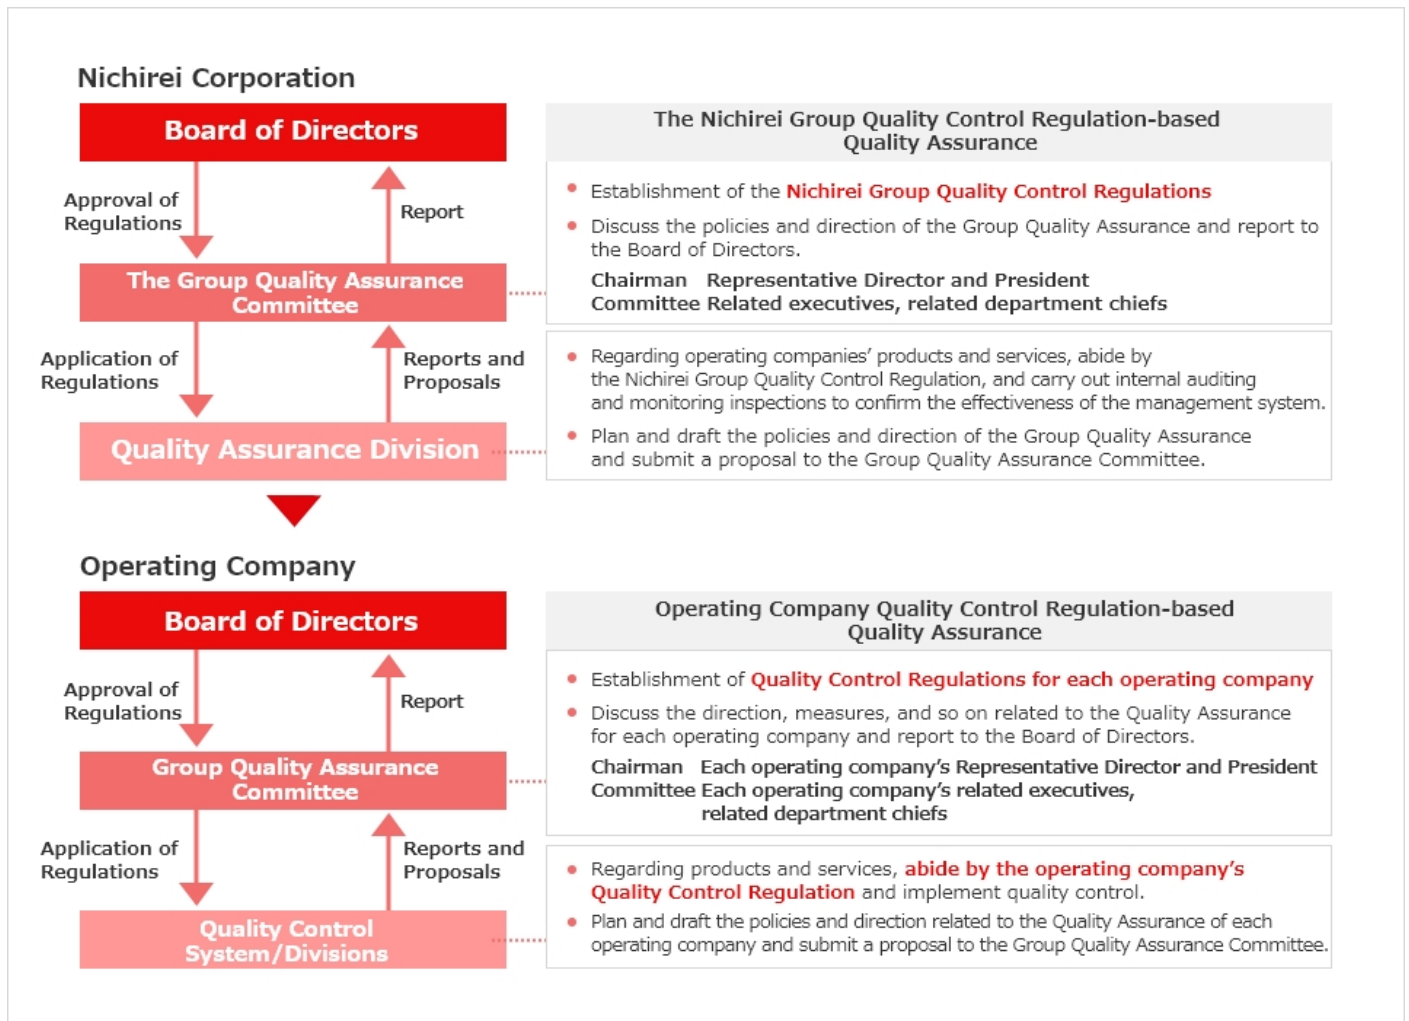 Nichirei Corporation
Board of Directors
Approval of
Regulations
Report
The Group Quality Assurance
Committee
Application of
Regulations
Reports and
Proposals
Quality Assurance Division
The Nichirei Group Quality Control Regulation-based
Quality Assurance
• Establishment of the Nichirei Group Quality Control Regulations
• Discuss the policies and direction of the Group Quality Assurance and report to
the Board of Directors.
Chairman Representative Director and President
Committee Related executives, related department chiefs
• Regarding operating companies’ products and services, abide by
the Nichirei Group Quality Control Regulation, and carry out internal auditing
and monitoring inspections to confirm the effectiveness of the management system.
• Plan and draft the policies and direction of the Group Quality Assurance
and submit a proposal to the Group Quality Assurance Committee.
Operating Company
Board of Directors
Approval of
Regulations
Report
Group Quality Assurance
Committee
Application of
Regulations
Reports and
Proposals
Quality Control
System/Divisions
Operating Company Quality Control Regulation-based
Quality Assurance
• Establishment of Quality Control Regulations for each operating company
• Discuss the direction, measures, and so on related to the Quality Assurance
for each operating company and report to the Board of Directors.
Chairman Each operating company’s Representative Director and President
Committee Each operating company’s related executives,
related department chiefs
• Regarding products and services, abide by the operating company’s
Quality Control Regulation and implement quality control.
• Plan and draft the policies and direction related to the Quality Assurance of each
operating company and submit a proposal to the Group Quality Assurance Committee.